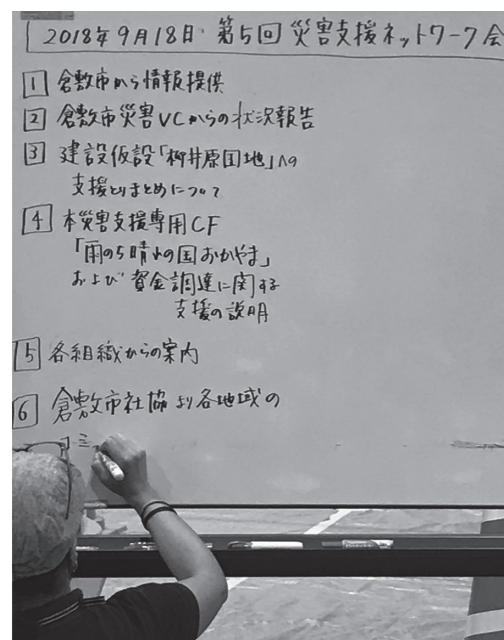 2018年9月18日 第5回 災害支援ネットワーク会
1 倉敷市から情報提供
2 倉敷市災害VCからの状況報告
3 建設仮設「柳井原団地」への
支援とりまとめについて
4 本災害支援専用CF
「雨のち晴れの国おかやま」
および資金調達に関する
支援の説明
5 各組織からの案内
6 倉敷市社協より各地域の
ミ